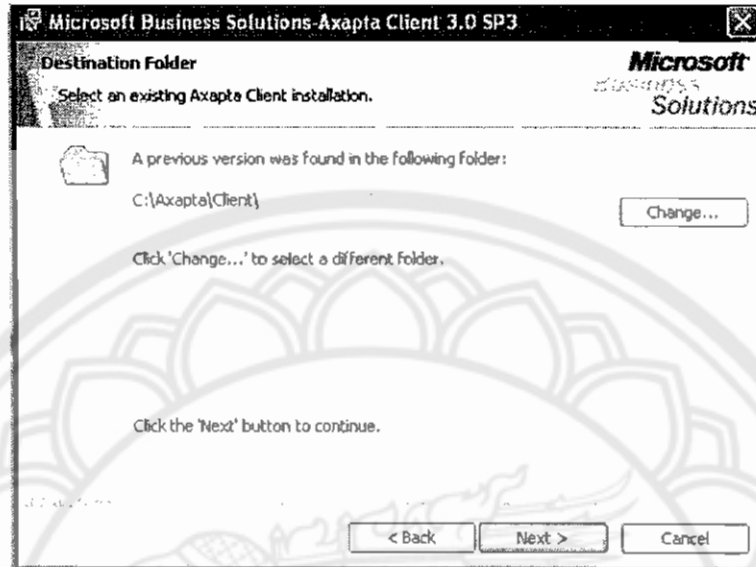 Microsoft Business Solutions-Axapta Client 3.0 SP3
Destination Folder
Select an existing Axapta Client installation.
Microsoft
Business
Solutions
A previous version was found in the following folder:
C:\Axapta\Client\
Change...
Click 'Change...' to select a different folder.
Click the 'Next' button to continue.
< Back
Next >
Cancel